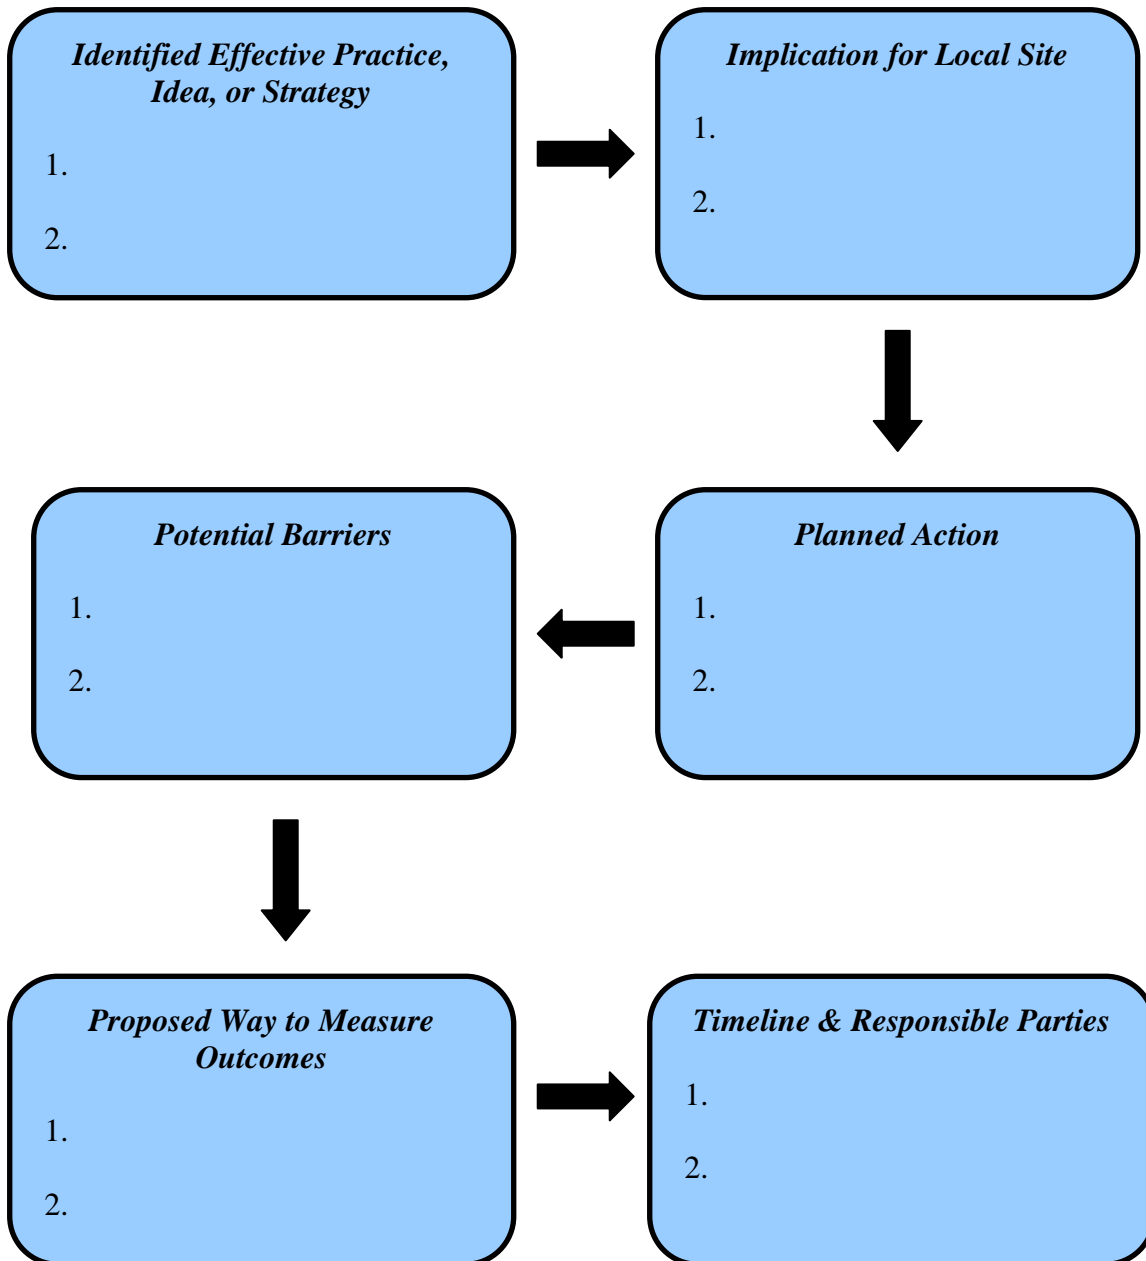 Identified Effective Practice,
Idea, or Strategy
1.
2.
Implication for Local Site
1.
2.
Planned Action
1.
2.
Potential Barriers
1.
2.
Proposed Way to Measure
Outcomes
1.
2.
Timeline & Responsible Parties
1.
2.